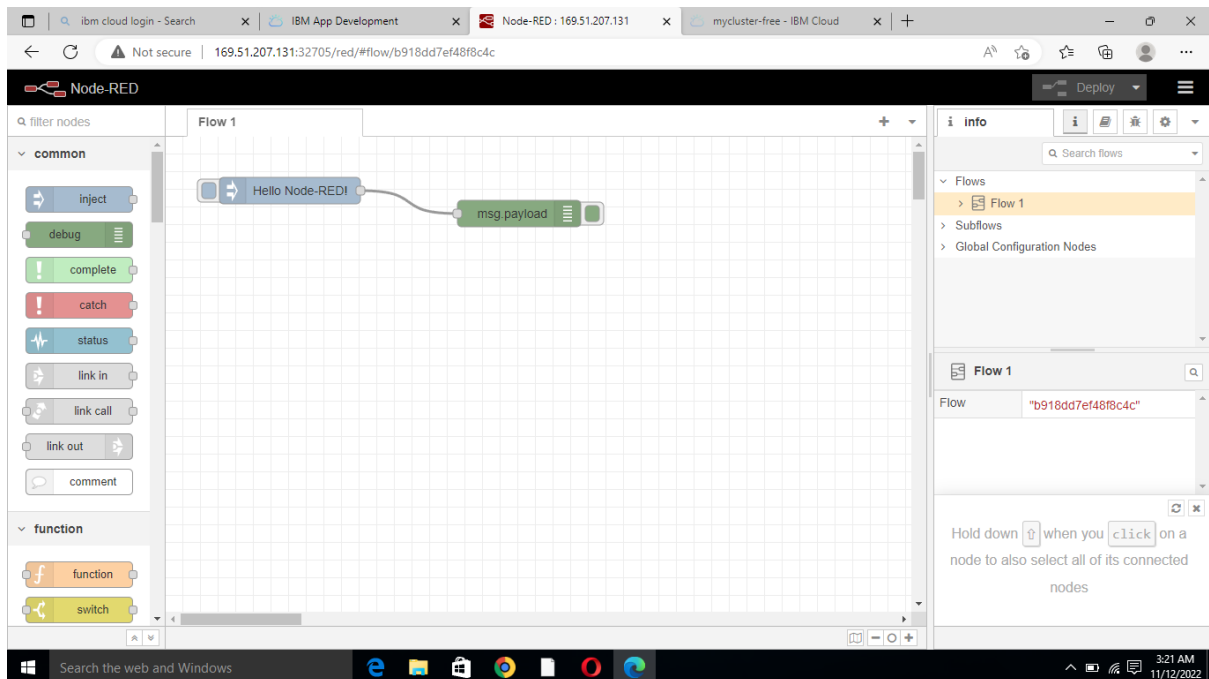 ibm cloud login - Search
IBM App Development
Node-RED : 169.51.207.131
mycluster-free - IBM Cloud
Not secure | 169.51.207.131:32705/red/#flow/b918dd7ef48f8c4c
Node-RED
Deploy
filter nodes
Flow 1
i info
i
common
Search flows
inject
debug
complete
catch
status
link in
link call
link out
comment
function
function
switch
Hello Node-RED!
msg.payload
Flows
Flow 1
Subflows
Global Configuration Nodes
Flow 1
Flow "b918dd7ef48f8c4c"
Hold down ⇧ when you click on a
node to also select all of its connected
nodes
Search the web and Windows
3:21 AM
11/12/2022